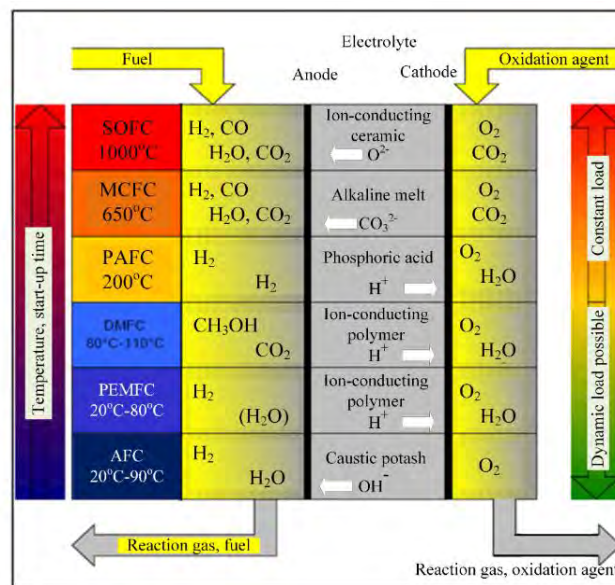 Electrolyte
Fuel
Anode
Cathode
Oxidation agent
SOFC
1000°C
H₂, CO
H₂O, CO₂
Ion-conducting
ceramic
O²⁻
O₂
CO₂
MCFC
650°C
H₂, CO
H₂O, CO₂
Alkaline melt
CO₃²⁻
O₂
CO₂
PAFC
200°C
H₂
H₂
Phosphoric acid
H⁺
O₂
H₂O
DMFC
80°C-110°C
CH₃OH
CO₂
Ion-conducting
polymer
H⁺
O₂
H₂O
PEMFC
20°C-80°C
H₂
(H₂O)
Ion-conducting
polymer
H⁺
O₂
H₂O
AFC
20°C-90°C
H₂
H₂O
Caustic potash
OH⁻
O₂
Temperature, start-up time
Constant load
Dynamic load possible
Reaction gas, fuel
Reaction gas, oxidation agent